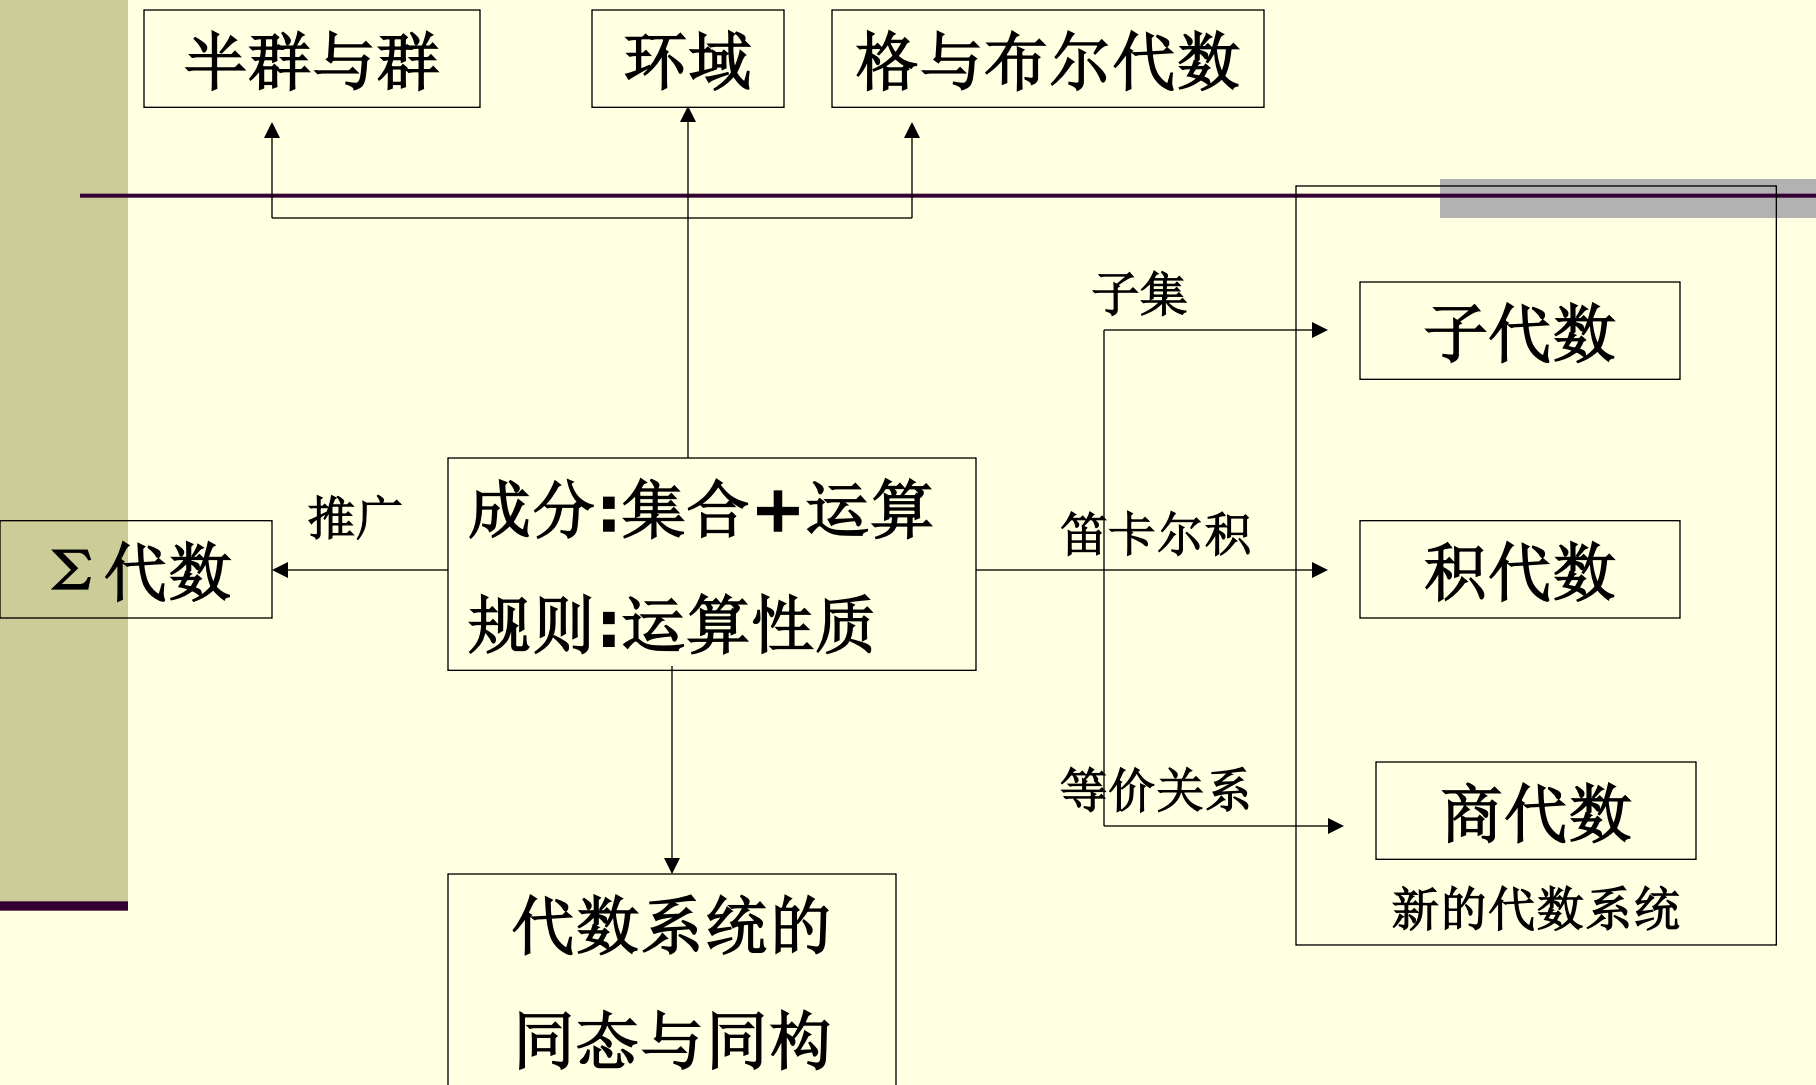 半群与群
环域
格与布尔代数
子集
子代数
推广
成分:集合+运算
规则:运算性质
笛卡尔积
Σ代数
积代数
等价关系
商代数
新的代数系统
代数系统的
同态与同构